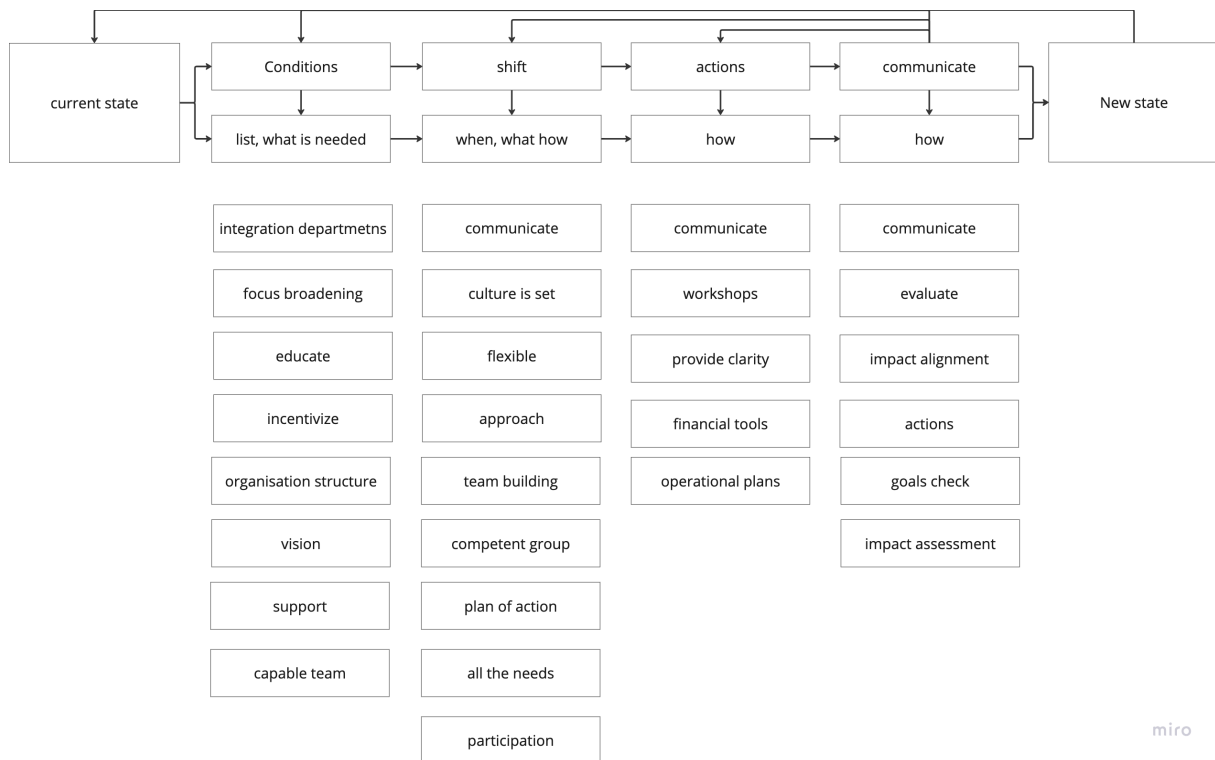 current state
Conditions
shift
actions
communicate
New state
list, what is needed
when, what how
how
how
integration departmetns
communicate
communicate
communicate
focus broadening
culture is set
workshops
evaluate
educate
flexible
provide clarity
impact alignment
incentivize
approach
financial tools
actions
organisation structure
team building
operational plans
goals check
vision
competent group
impact assessment
support
plan of action
capable team
all the needs
participation
miro